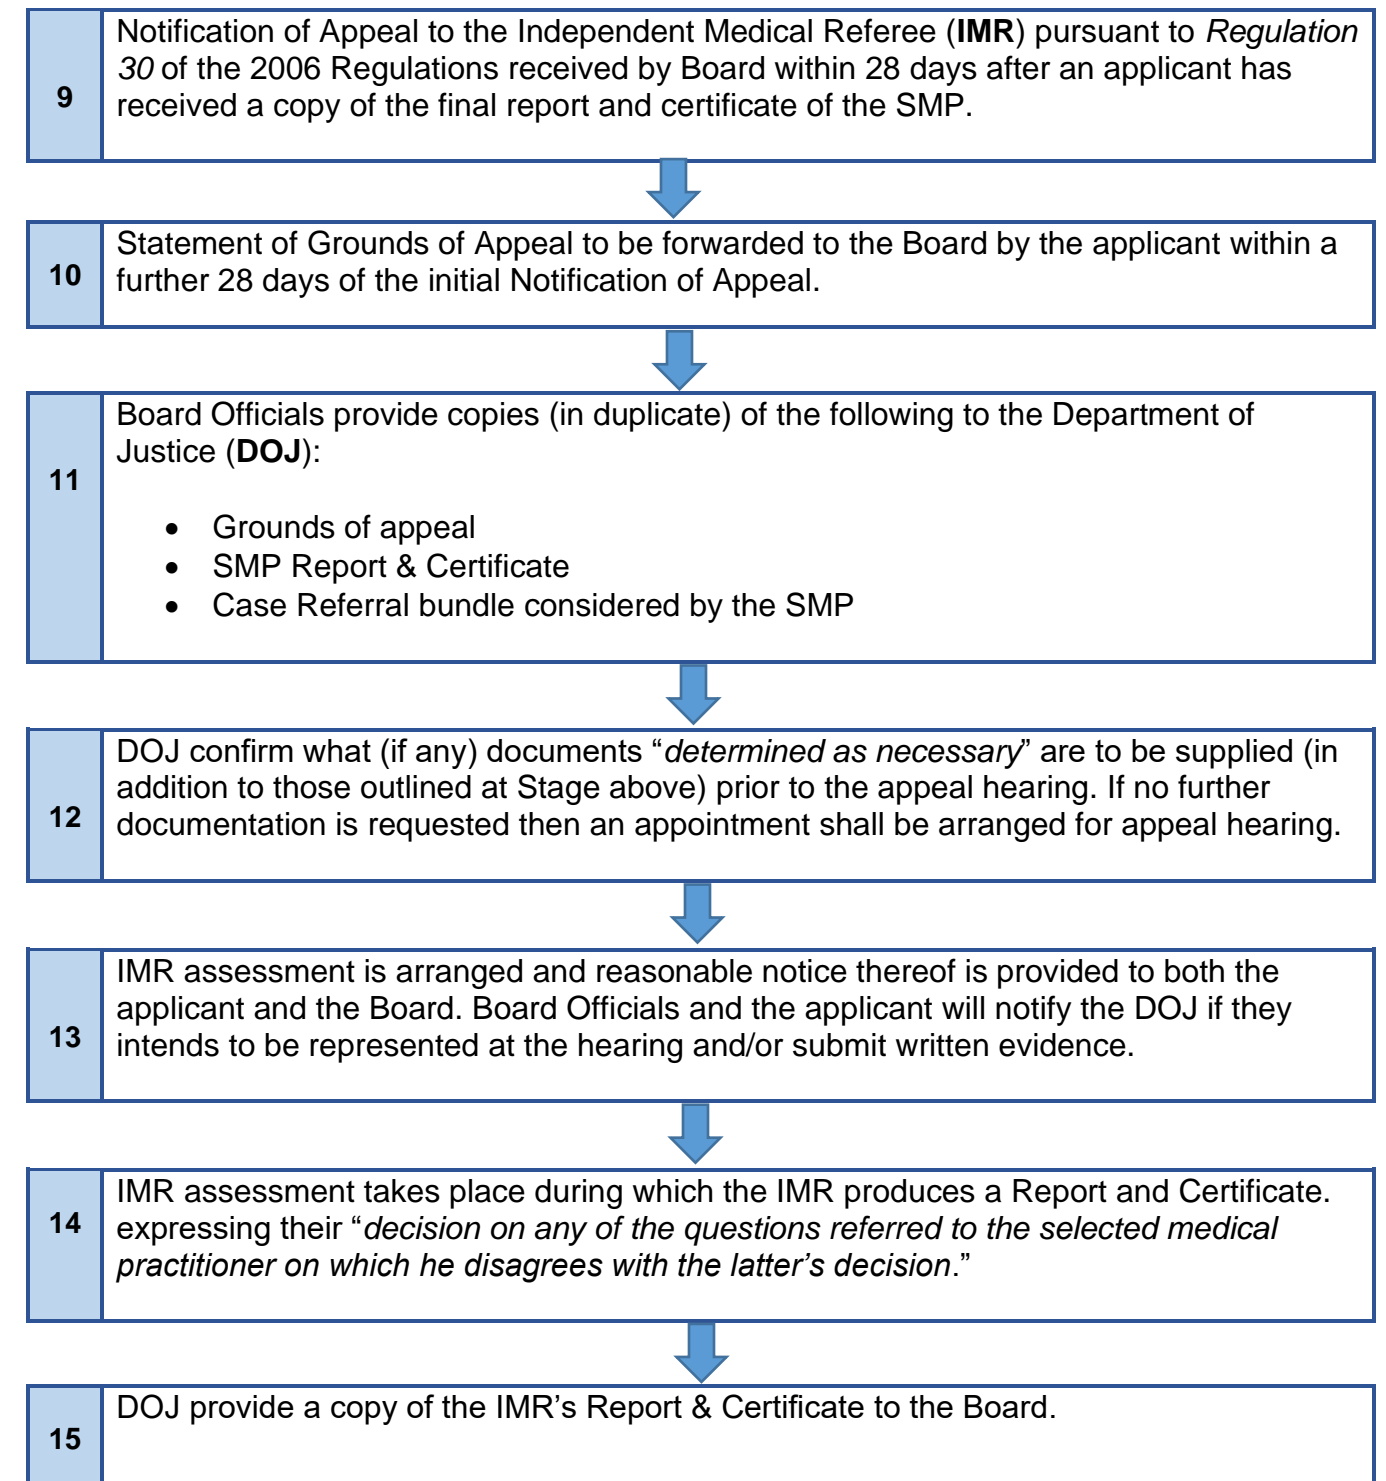 9
Notification of Appeal to the Independent Medical Referee (IMR) pursuant to Regulation
30 of the 2006 Regulations received by Board within 28 days after an applicant has
received a copy of the final report and certificate of the SMP.
10
Statement of Grounds of Appeal to be forwarded to the Board by the applicant within a
further 28 days of the initial Notification of Appeal.
11
Board Officials provide copies (in duplicate) of the following to the Department of
Justice (DOJ):
• Grounds of appeal
• SMP Report & Certificate
• Case Referral bundle considered by the SMP
12
DOJ confirm what (if any) documents “determined as necessary” are to be supplied (in
addition to those outlined at Stage above) prior to the appeal hearing. If no further
documentation is requested then an appointment shall be arranged for appeal hearing.
13
IMR assessment is arranged and reasonable notice thereof is provided to both the
applicant and the Board. Board Officials and the applicant will notify the DOJ if they
intends to be represented at the hearing and/or submit written evidence.
14
IMR assessment takes place during which the IMR produces a Report and Certificate.
expressing their “decision on any of the questions referred to the selected medical
practitioner on which he disagrees with the latter’s decision.”
15
DOJ provide a copy of the IMR’s Report & Certificate to the Board.